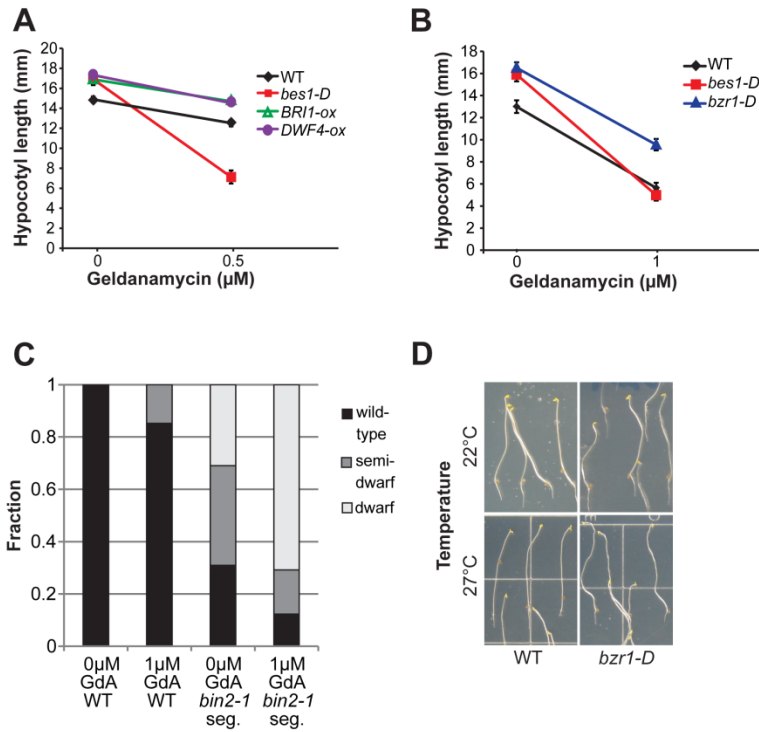 A
Hypocotyl length (mm)
20
18
16
14
12
10
8
6
4
2
0
0
0.5
Geldanamycin (µM)
WT
bes1-D
BRI1-ox
DWF4-ox
B
Hypocotyl length (mm)
18
16
14
12
10
8
6
4
2
0
0
1
Geldanamycin (µM)
WT
bes1-D
bzr1-D
C
Fraction
1
0.8
0.6
0.4
0.2
0
0µM
GdA
WT
1µM
GdA
WT
0µM
GdA
bin2-1
seg.
1µM
GdA
bin2-1
seg.
wild-
type
semi-
dwarf
dwarf
D
Temperature
22°C
27°C
WT
bzr1-D